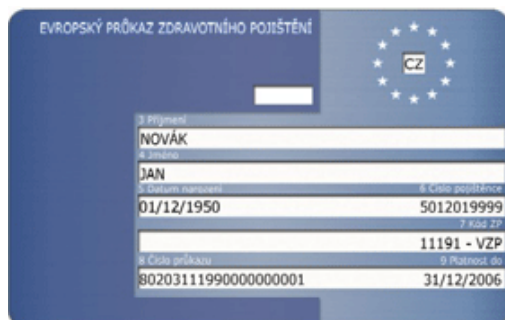 EVROPSKÝ PRŮKAZ ZDRAVOTNÍHO POJIŠTĚNÍ
CZ
3 Příjmení
NOVÁK
4 Jméno
JAN
5 Datum narození 6 Číslo pojištěnce
01/12/1950 5012019999
7 Kód ZP
11191 - VZP
8 Číslo průkazu 9 Platnost do
80203111990000000001 31/12/2006